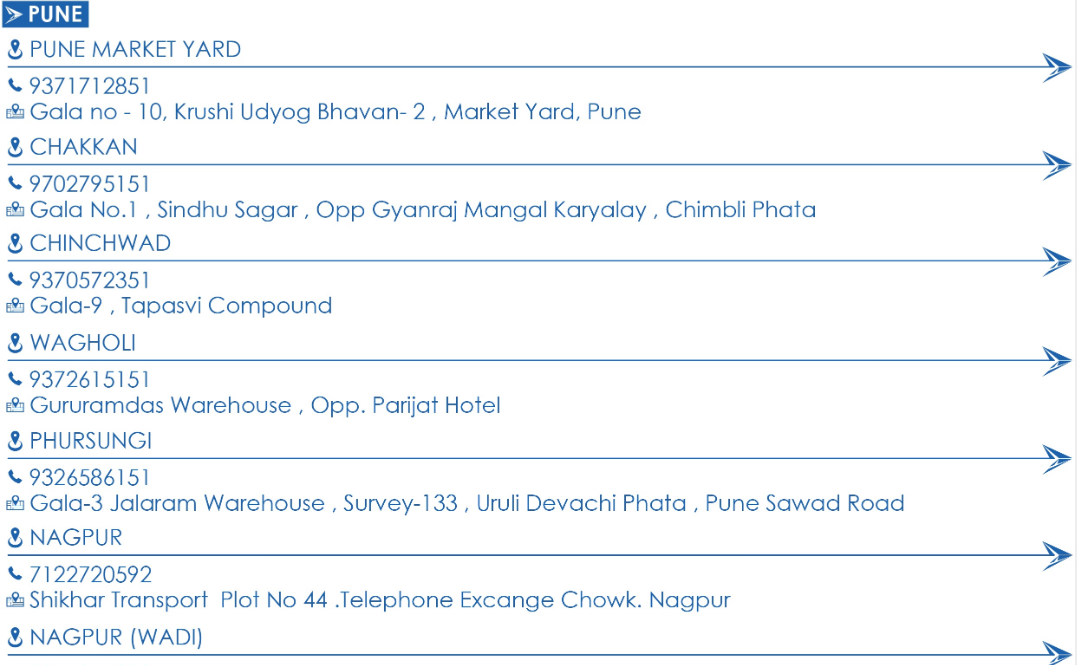 PUNE
PUNE MARKET YARD
9371712851
Gala no - 10, Krushi Udyog Bhavan- 2 , Market Yard, Pune
CHAKKAN
9702795151
Gala No.1 , Sindhu Sagar , Opp Gyanraj Mangal Karyalay , Chimbli Phata
CHINCHWAD
9370572351
Gala-9 , Tapasvi Compound
WAGHOLI
9372615151
Gururamdas Warehouse , Opp. Parijat Hotel
PHURSUNGI
9326586151
Gala-3 Jalaram Warehouse , Survey-133 , Uruli Devachi Phata , Pune Sawad Road
NAGPUR
7122720592
Shikhar Transport  Plot No 44 .Telephone Excange Chowk. Nagpur
NAGPUR (WADI)